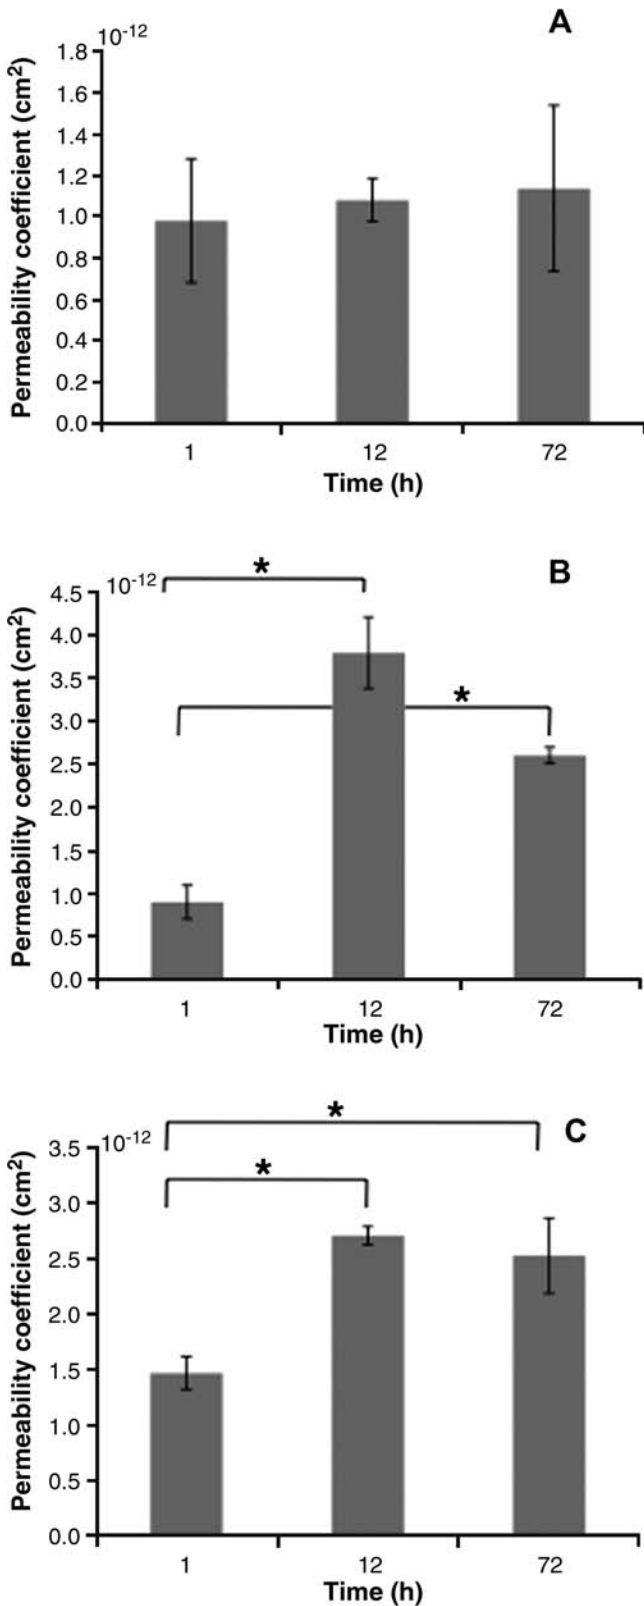 A
10-12
Permeability coefficient (cm2)
1.8
1.6
1.4
1.2
1.0
0.8
0.6
0.4
0.2
0.0
1 12 72
Time (h)
*
B
10-12
Permeability coefficient (cm2)
4.5
4.0
3.5
*
3.0
2.5
2.0
1.5
1.0
0.5
0.0
1 12 72
Time (h)
*
C
10-12
Permeability coefficient (cm2)
3.5
*
3.0
2.5
2.0
1.5
1.0
0.5
0.0
1 12 72
Time (h)